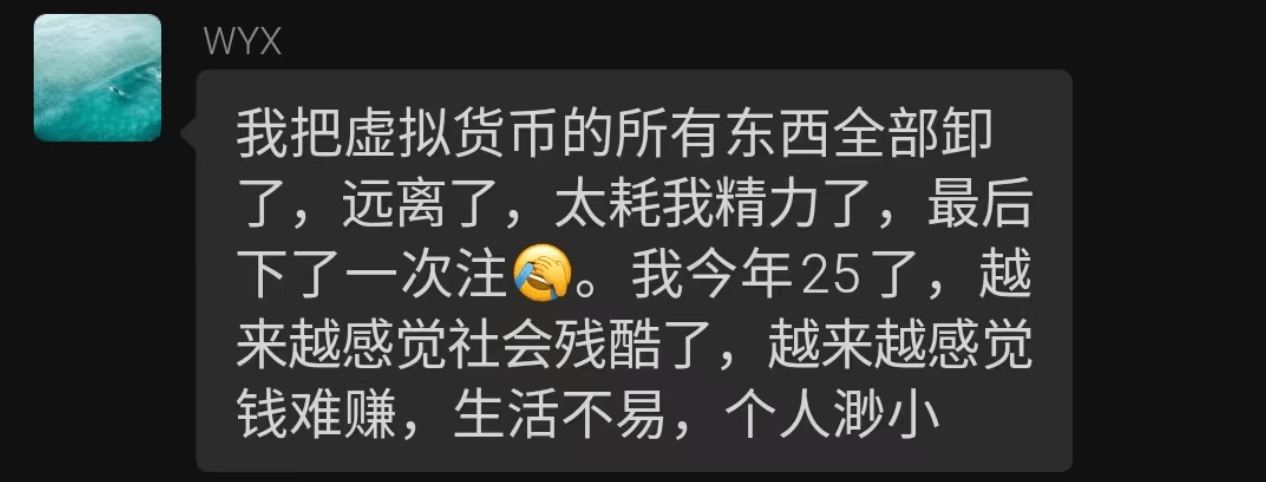 WYX
我把虚拟货币的所有东西全部卸
了，远离了，太耗我精力了，最后
下了一次注🤦。我今年25了，越
来越感觉社会残酷了，越来越感觉
钱难赚，生活不易，个人渺小